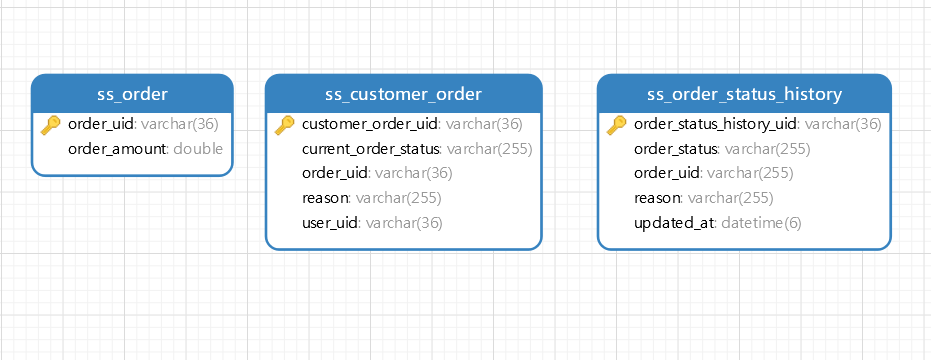 ss_order
order_uid: varchar(36)
order_amount: double
ss_customer_order
customer_order_uid: varchar(36)
current_order_status: varchar(255)
order_uid: varchar(36)
reason: varchar(255)
user_uid: varchar(36)
ss_order_status_history
order_status_history_uid: varchar(36)
order_status: varchar(255)
order_uid: varchar(255)
reason: varchar(255)
updated_at: datetime(6)